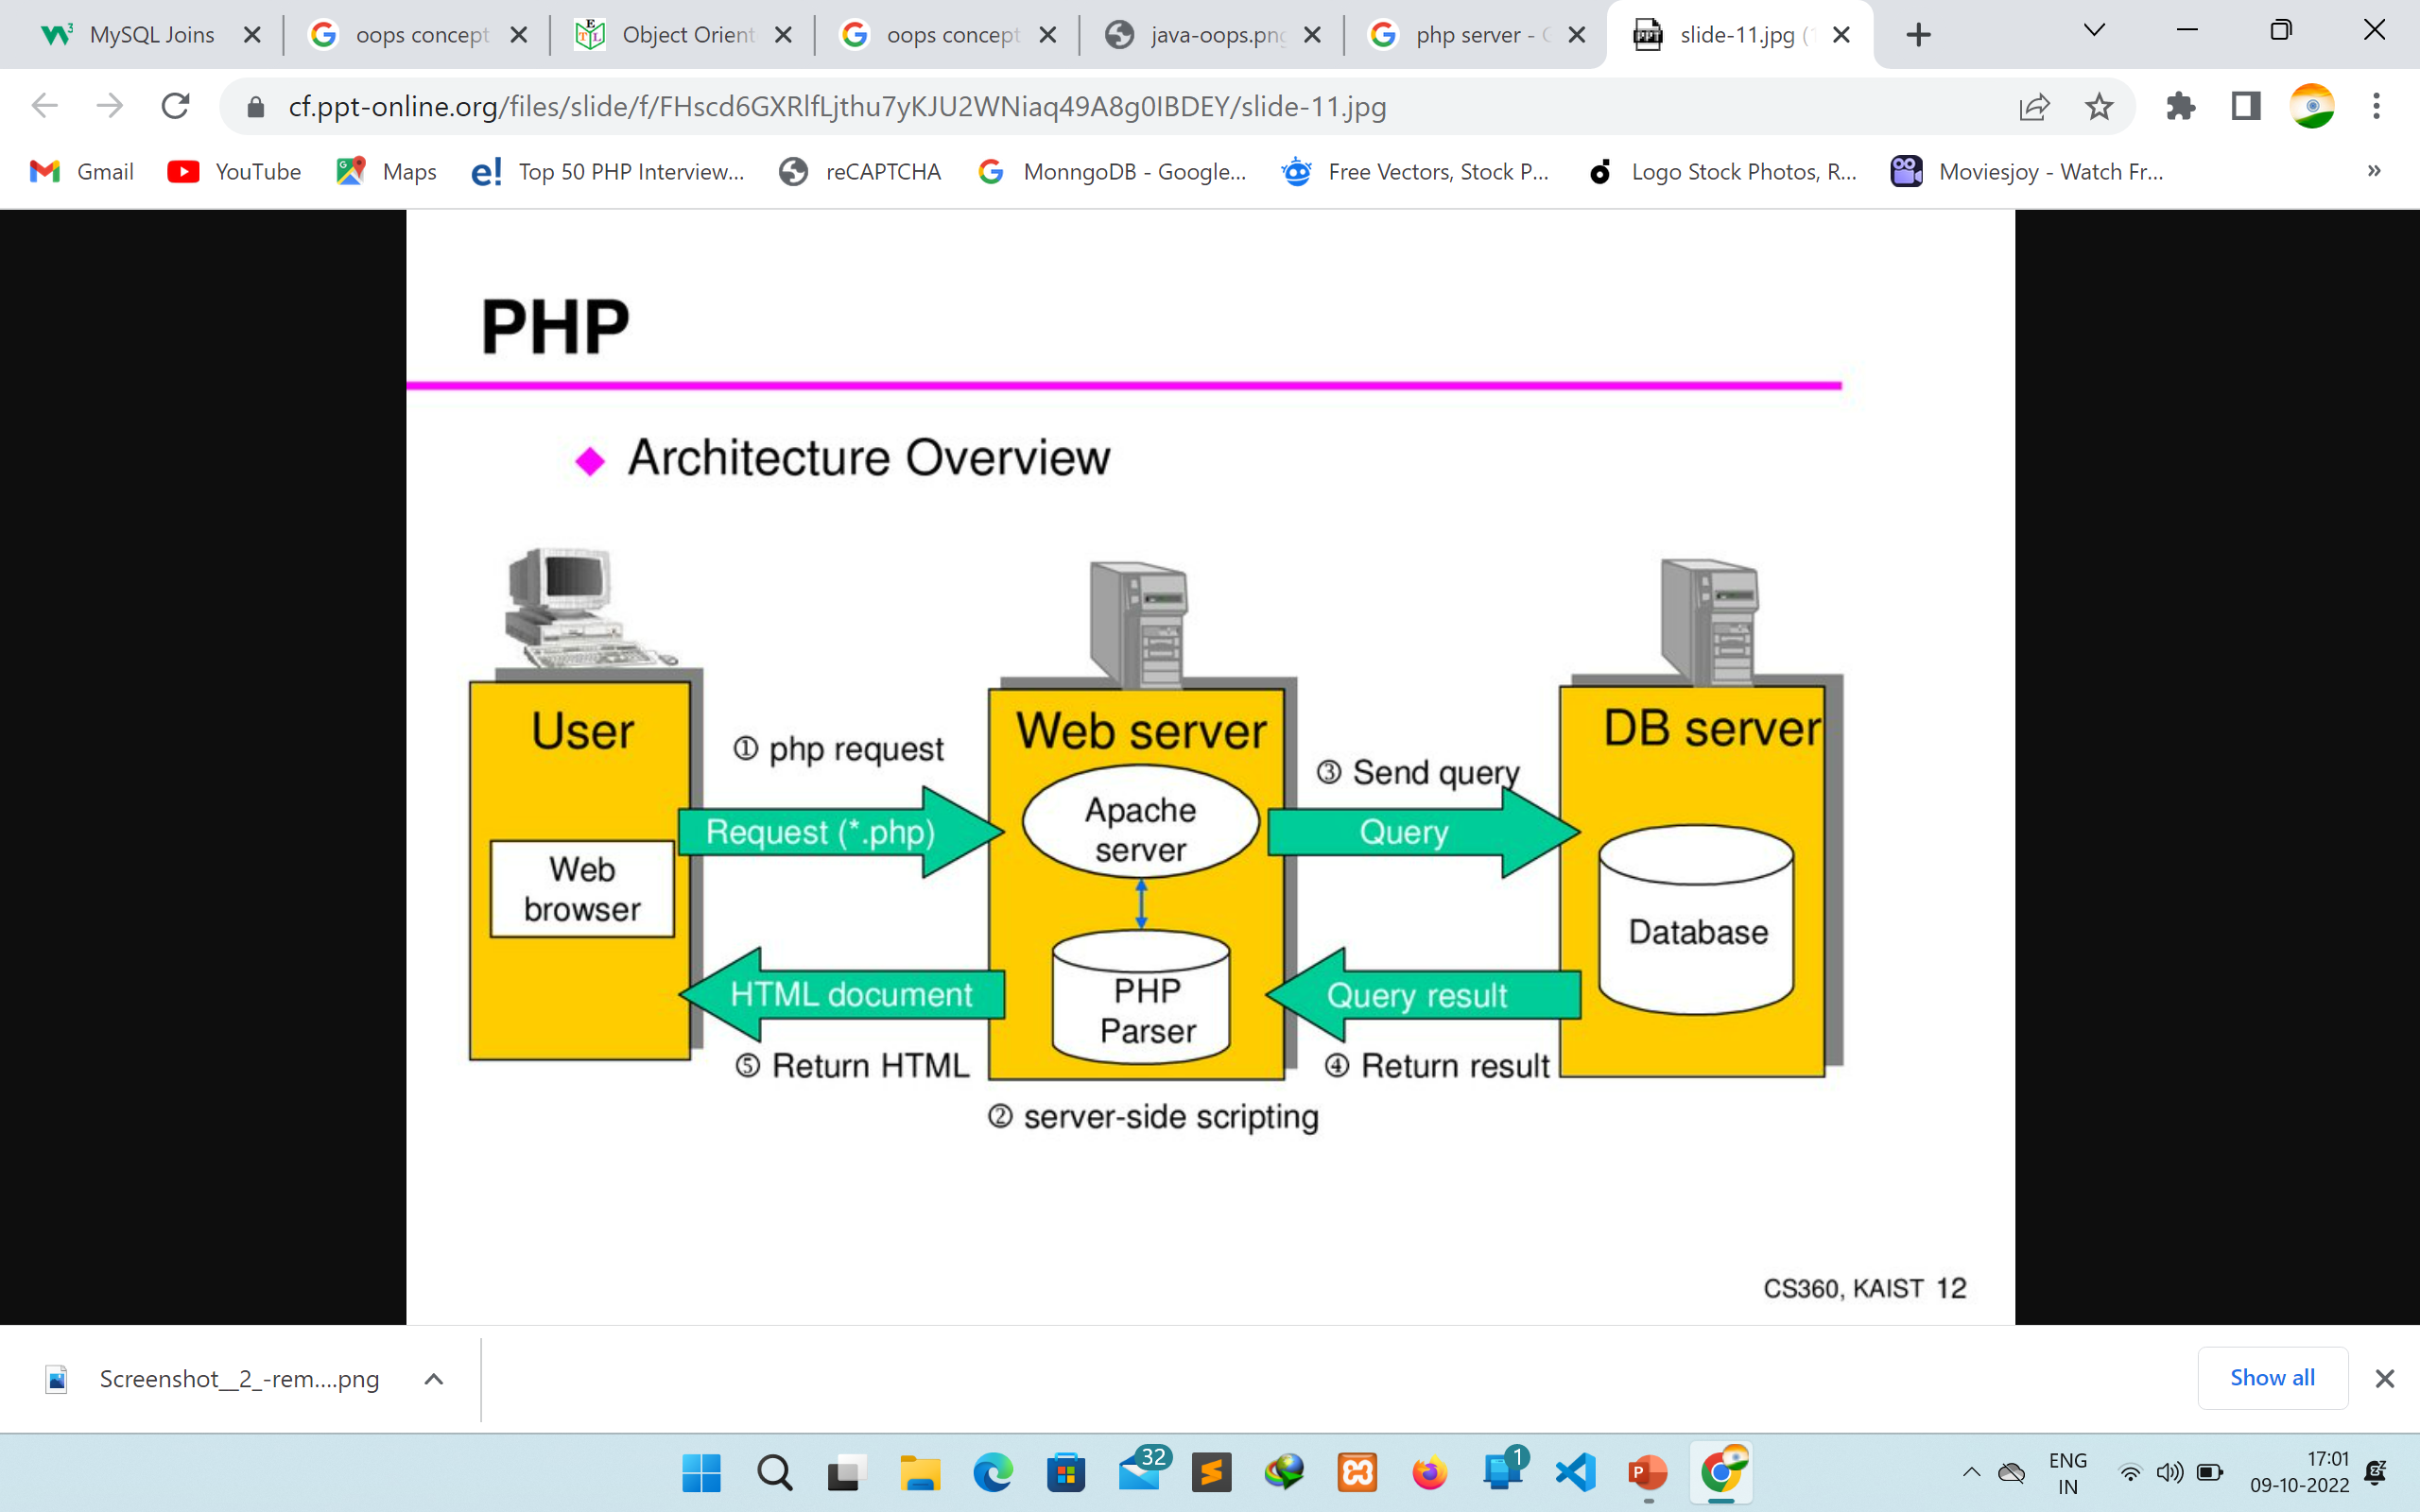 MySQL Joins
oops concept
Object Orient
oops concept
java-oops.png
php server -
slide-11.jpg
cf.ppt-online.org/files/slide/f/FHscd6GXRlfLjthu7yKJU2WNiaq49A8g0IBDEY/slide-11.jpg
Gmail
YouTube
Maps
e! Top 50 PHP Interview...
reCAPTCHA
MonngoDB - Google...
Free Vectors, Stock P...
Logo Stock Photos, R...
Moviesjoy - Watch Fr...
»
PHP
Architecture Overview
User
Web
browser
① php request
Request (*.php)
Web server
Apache
server
PHP
Parser
③ Send query
Query
DB server
Database
HTML document
⑤ Return HTML
Query result
④ Return result
② server-side scripting
CS360, KAIST 12
Screenshot__2_-rem....png
Show all
32
1
ENG
IN
17:01
09-10-2022